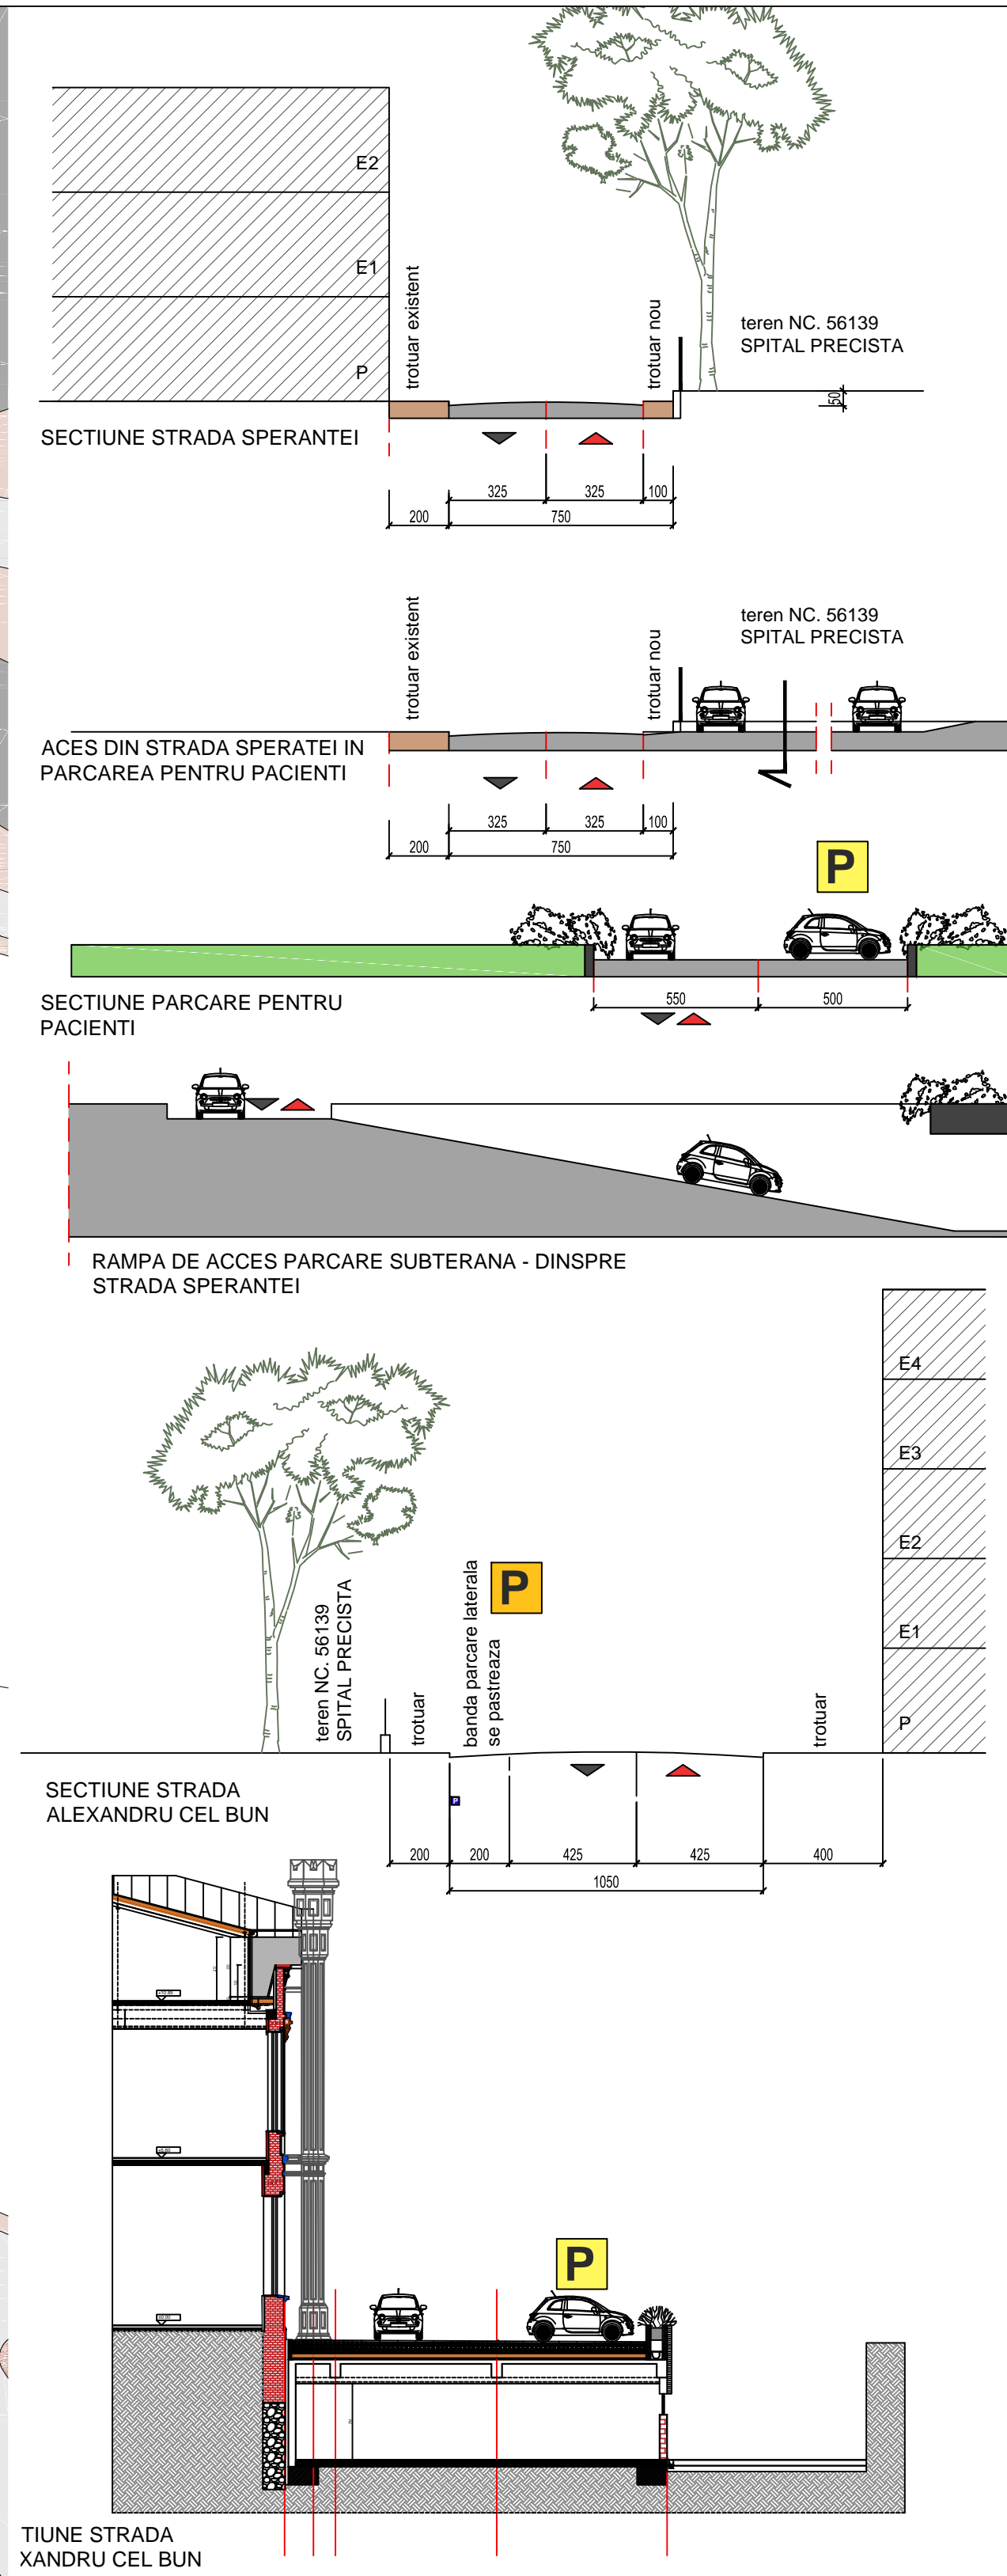 E2
E1
P
trotuar existent
trotuar nou
teren NC. 56139
SPITAL PRECISTA
50
SECTIUNE STRADA SPERANTEI
325
325
100
200
750
trotuar existent
trotuar nou
teren NC. 56139
SPITAL PRECISTA
ACES DIN STRADA SPERATEI IN
PARCAREA PENTRU PACIENTI
325
325
100
200
750
P
SECTIUNE PARCARE PENTRU
PACIENTI
550
500
RAMPA DE ACCES PARCARE SUBTERANA - DINSPRE
STRADA SPERANTEI
E4
E3
E2
E1
P
teren NC. 56139
SPITAL PRECISTA
trotuar
banda parcare laterala
se pastreaza
P
trotuar
SECTIUNE STRADA
ALEXANDRU CEL BUN
P
200
200
425
425
400
1050
P
TIUNE STRADA
XANDRU CEL BUN